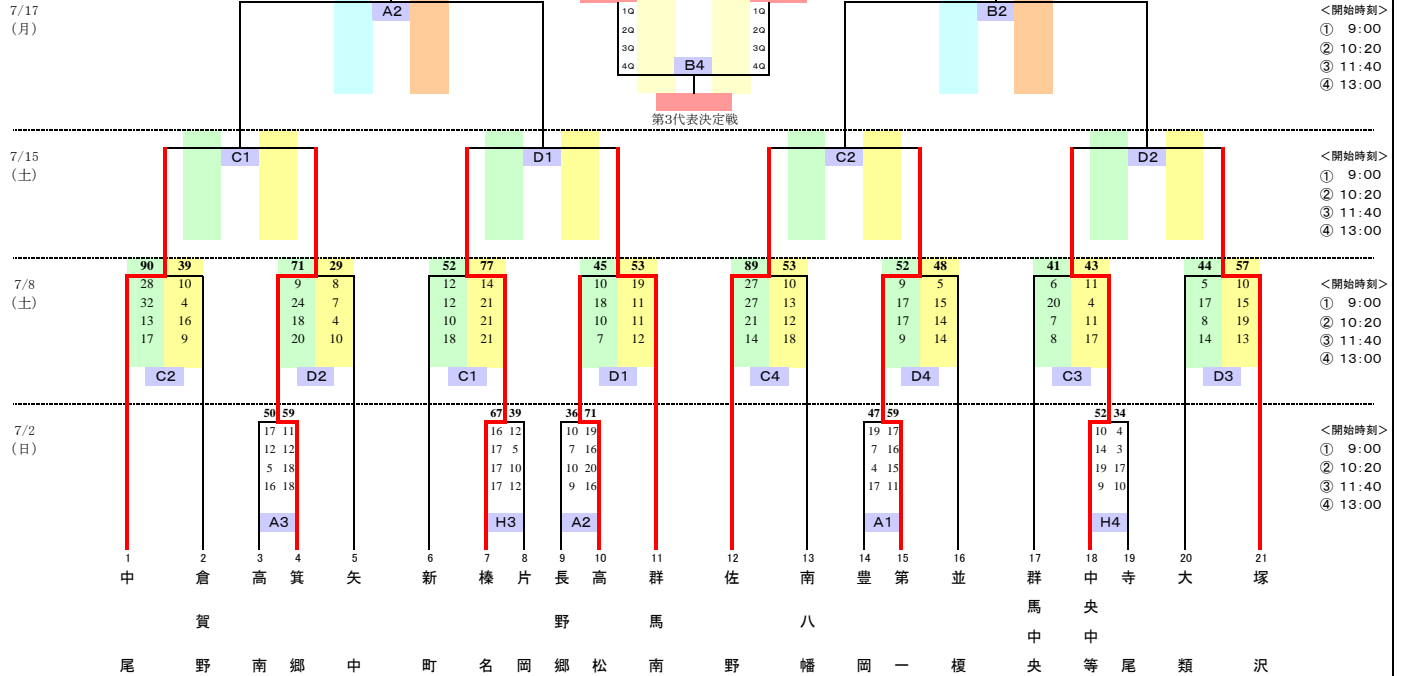 7/17
(月)
A2
1Q 1Q
2Q 2Q
3Q 3Q
4Q 4Q
B4
第3代表決定戦
B2
<開始時刻>
① 9:00
② 10:20
③ 11:40
④ 13:00
7/15
(土)
C1 D1 C2 D2
<開始時刻>
① 9:00
② 10:20
③ 11:40
④ 13:00
7/8
(土)
90 39 71 29 52 77 45 53 89 53 52 48 41 43 44 57
28 10 9 8 12 14 10 19 27 10 9 5 6 11 5 10
32 4 24 7 12 21 18 11 27 13 17 15 20 4 17 15
13 16 18 4 10 21 10 11 21 12 17 14 7 11 8 19
17 9 20 10 18 21 7 12 14 18 9 14 8 17 14 13
C2 D2 C1 D1 C4 D4 C3 D3
<開始時刻>
① 9:00
② 10:20
③ 11:40
④ 13:00
7/2
(日)
50 59 67 39 36 71 47 59 52 34
17 11 16 12 10 19 19 17 10 4
12 12 17 5 7 16 7 16 14 3
5 18 17 10 10 20 4 15 19 17
16 18 17 12 9 16 17 11 9 10
A3 H3 A2 A1 H4
<開始時刻>
① 9:00
② 10:20
③ 11:40
④ 13:00
1 2 3 4 5 6 7 8 9 10 11 12 13 14 15 16 17 18 19 20 21
中尾
倉賀野
高南
箕郷
矢中
新町
榛名
片岡
長野郷
高松
群馬南
佐野
南八幡
豊岡
第一
並榎
群馬中央
中央中等
寺尾
大類
塚沢